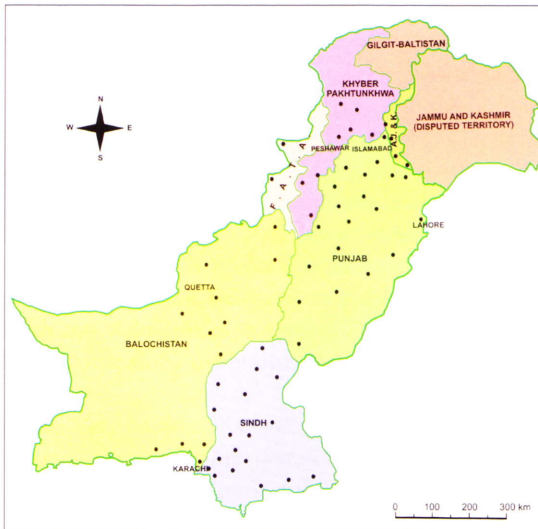 GILGIT-BALTISTAN
KHYBER
PAKHTUNKHWA
JAMMU AND KASHMIR
(DISPUTED TERRITORY)
A.J. & K
N
W
E
S
PESHAWAR
ISLAMABAD
F A T A
LAHORE
PUNJAB
QUETTA
BALOCHISTAN
SINDH
KARACHI
0 100 200 300 km